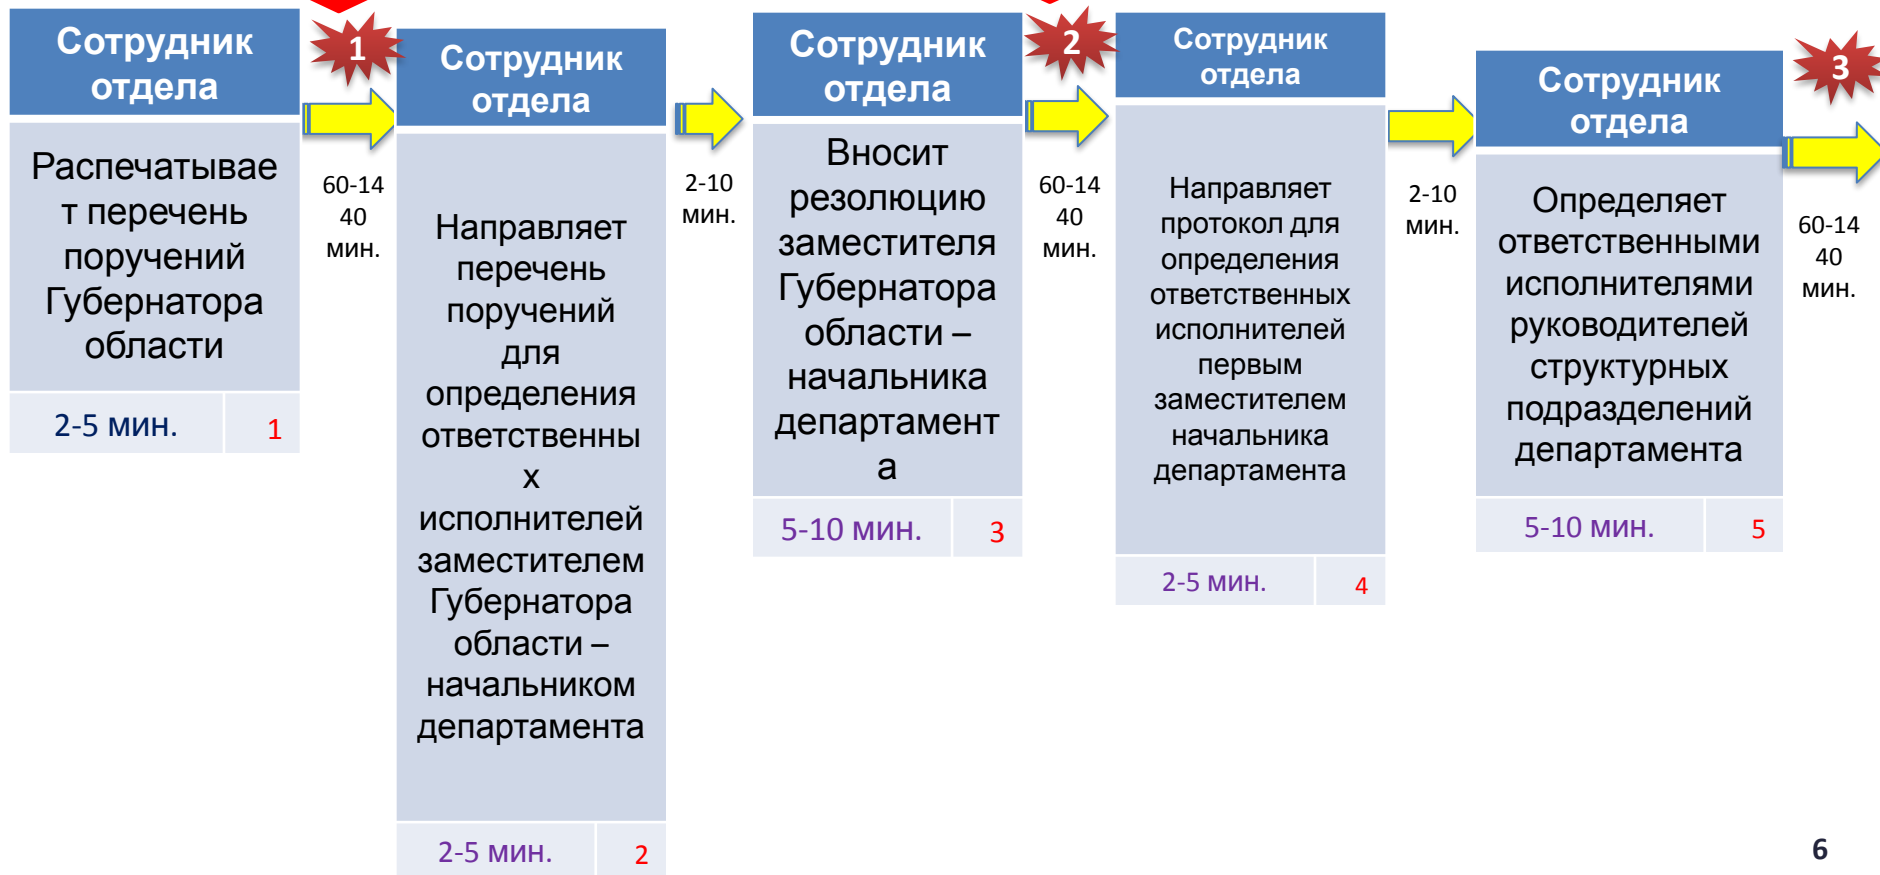 Сотрудник
отдела
Распечатывае
т перечень
поручений
Губернатора
области
2-5 мин.
1
1
60-14
40
мин.
Сотрудник
отдела
Направляет
перечень
поручений
для
определения
ответственны
х
исполнителей
заместителем
Губернатора
области –
начальником
департамента
2-5 мин.
2
2-10
мин.
Сотрудник
отдела
Вносит
резолюцию
заместителя
Губернатора
области –
начальника
департамент
а
5-10 мин.
3
2
60-14
40
мин.
Сотрудник
отдела
Направляет
протокол для
определения
ответственных
исполнителей
первым
заместителем
начальника
департамента
2-5 мин.
4
2-10
мин.
Сотрудник
отдела
Определяет
ответственными
исполнителями
руководителей
структурных
подразделений
департамента
5-10 мин.
5
3
60-14
40
мин.
6